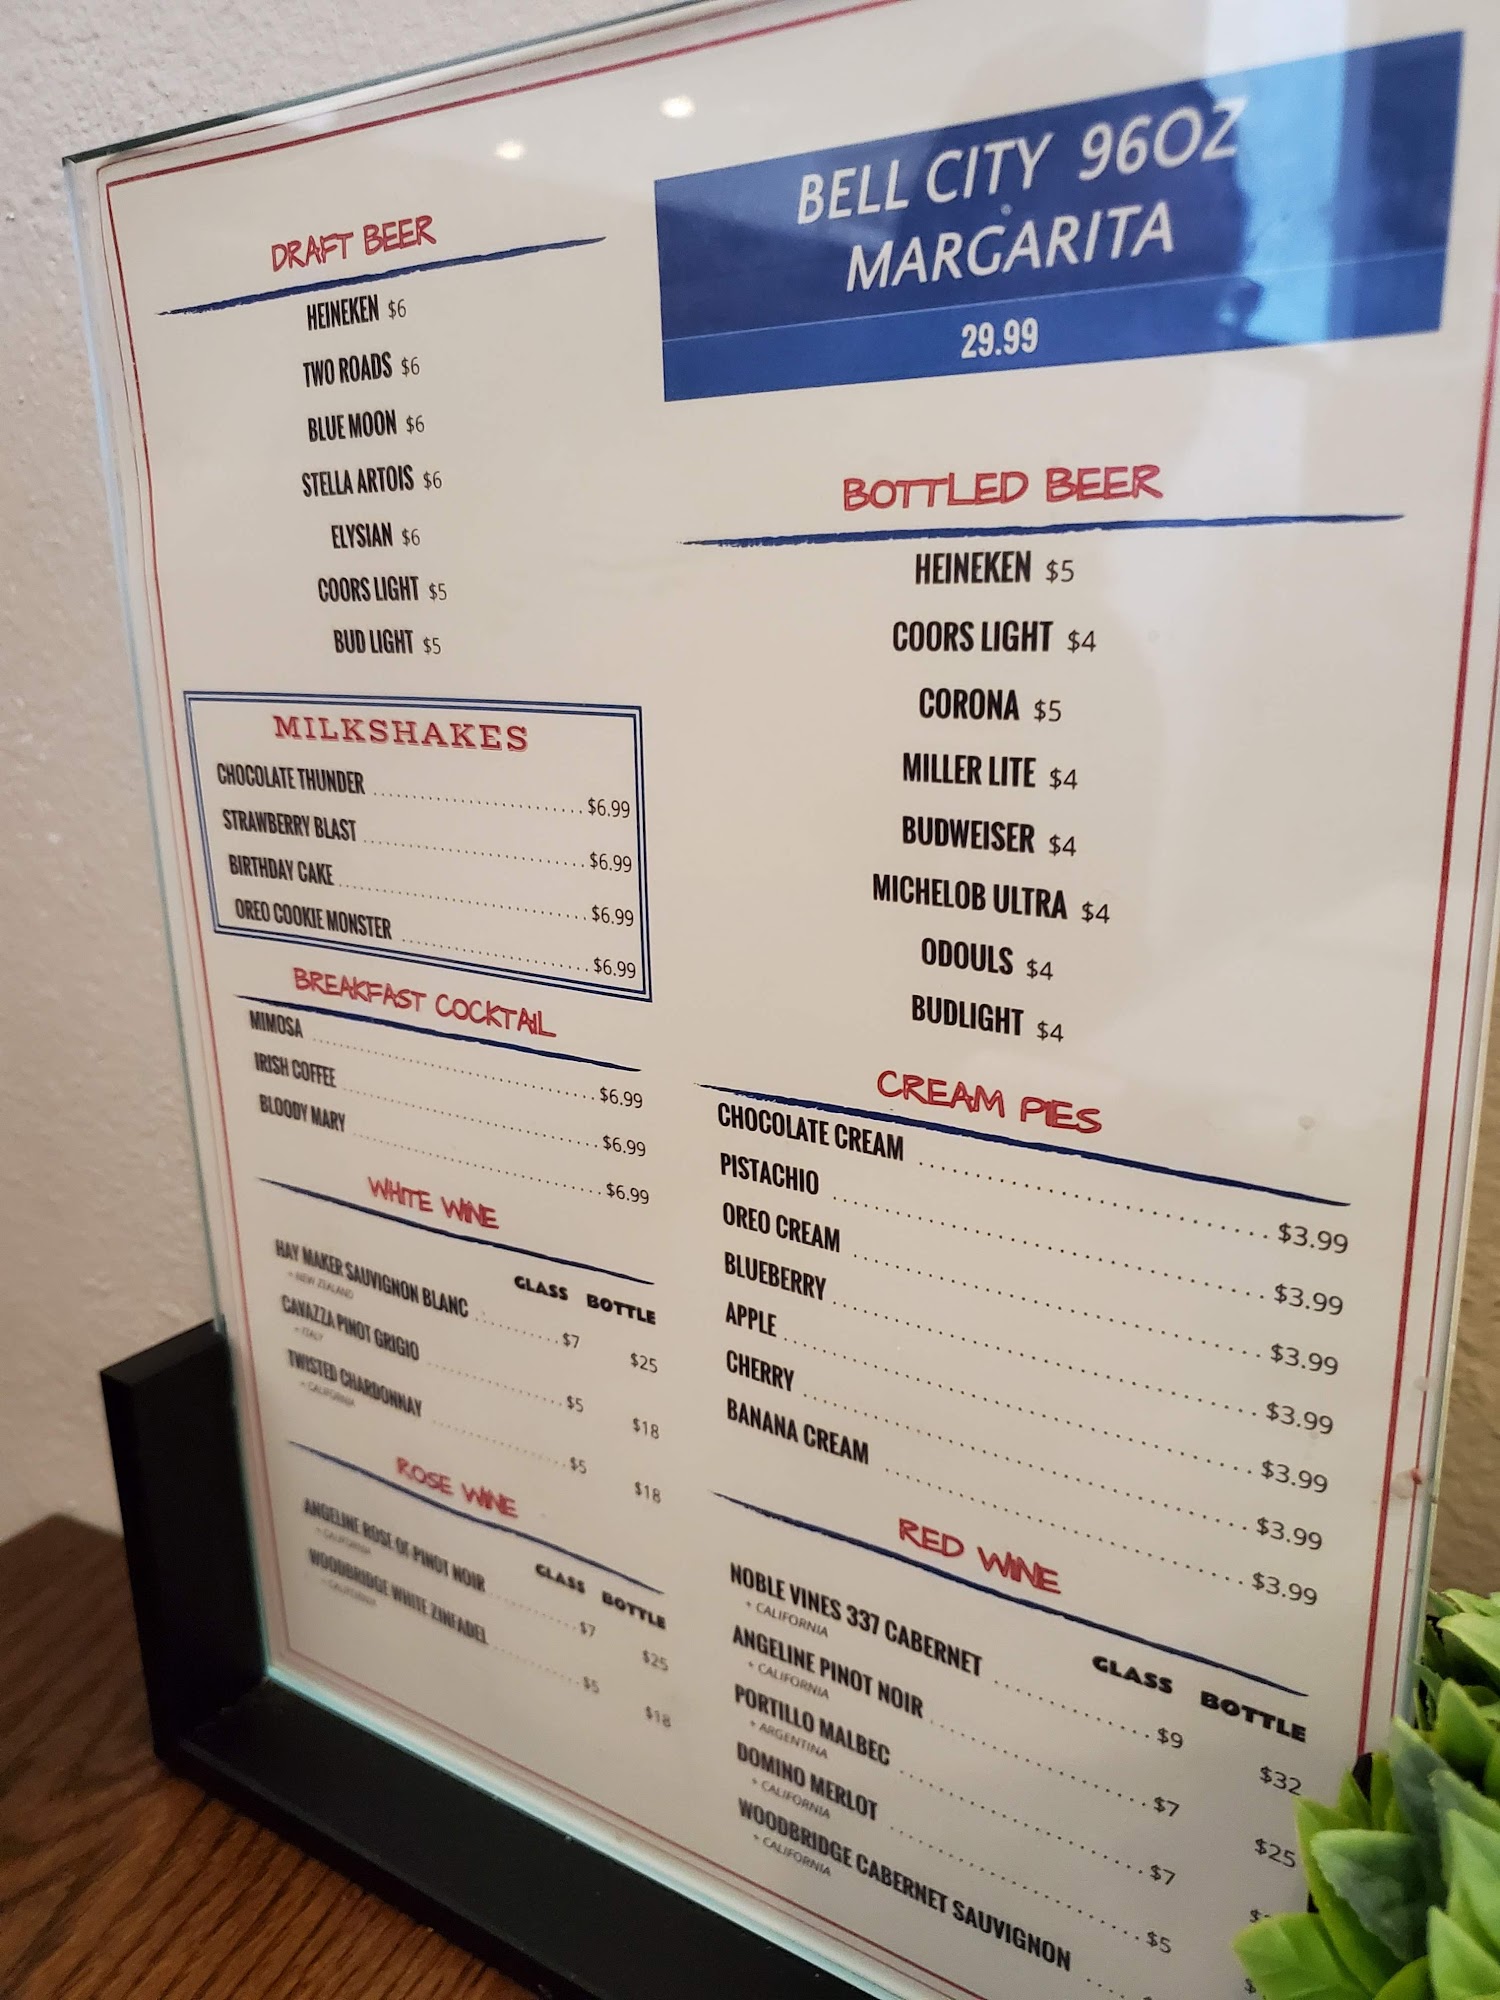 DRAFT BEER
HEINEKEN $6
TWO ROADS $6
BLUE MOON $6
STELLA ARTOIS $6
ELYSIAN $6
COORS LIGHT $5
BUD LIGHT $5
MILKSHAKES
CHOCOLATE THUNDER $6.99
STRAWBERRY BLAST $6.99
BIRTHDAY CAKE $6.99
OREO COOKIE MONSTER $6.99
BREAKFAST COCKTAIL
MIMOSA $6.99
IRISH COFFEE $6.99
BLOODY MARY $6.99
WHITE WINE
GLASS BOTTLE
HAY MAKER SAUVIGNON BLANC $7 $25
+ NEW ZEALAND
CAVAZZA PINOT GRIGIO $5 $18
+ ITALY
TWISTED CHARDONNAY $5 $18
+ CALIFORNIA
ROSE WINE
GLASS BOTTLE
ANGELINE ROSE OF PINOT NOIR $7 $25
+ CALIFORNIA
WOODBRIDGE WHITE ZINFADEL $5 $18
+ CALIFORNIA
BELL CITY 96OZ
MARGARITA
29.99
BOTTLED BEER
HEINEKEN $5
COORS LIGHT $4
CORONA $5
MILLER LITE $4
BUDWEISER $4
MICHELOB ULTRA $4
ODOULS $4
BUDLIGHT $4
CREAM PIES
CHOCOLATE CREAM $3.99
PISTACHIO $3.99
OREO CREAM $3.99
BLUEBERRY $3.99
APPLE $3.99
CHERRY $3.99
BANANA CREAM $3.99
RED WINE
GLASS BOTTLE
NOBLE VINES 337 CABERNET $9 $32
+ CALIFORNIA
ANGELINE PINOT NOIR $7 $25
+ CALIFORNIA
PORTILLO MALBEC $7
+ ARGENTINA
DOMINO MERLOT $5
+ CALIFORNIA
WOODBRIDGE CABERNET SAUVIGNON
+ CALIFORNIA